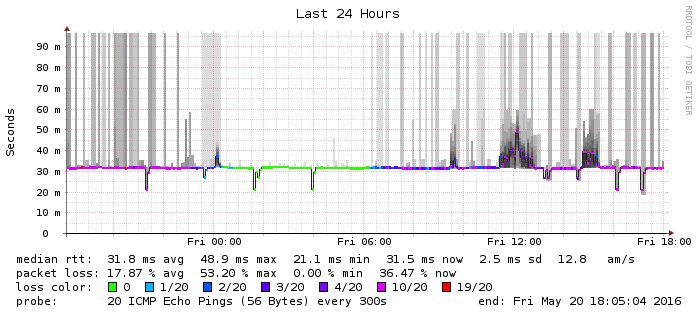 Last 24 Hours
RRDTOOL / TOBI OETIKER
Seconds
90 m
80 m
70 m
60 m
50 m
40 m
30 m
20 m
10 m
0
Fri 00:00 Fri 06:00 Fri 12:00 Fri 18:00
median rtt: 31.8 ms avg 48.9 ms max 21.1 ms min 31.5 ms now 2.5 ms sd 12.8 am/s
packet loss: 17.87 % avg 53.20 % max 0.00 % min 36.47 % now
loss color: 0 1/20 2/20 3/20 4/20 10/20 19/20
probe: 20 ICMP Echo Pings (56 Bytes) every 300s end: Fri May 20 18:05:04 2016